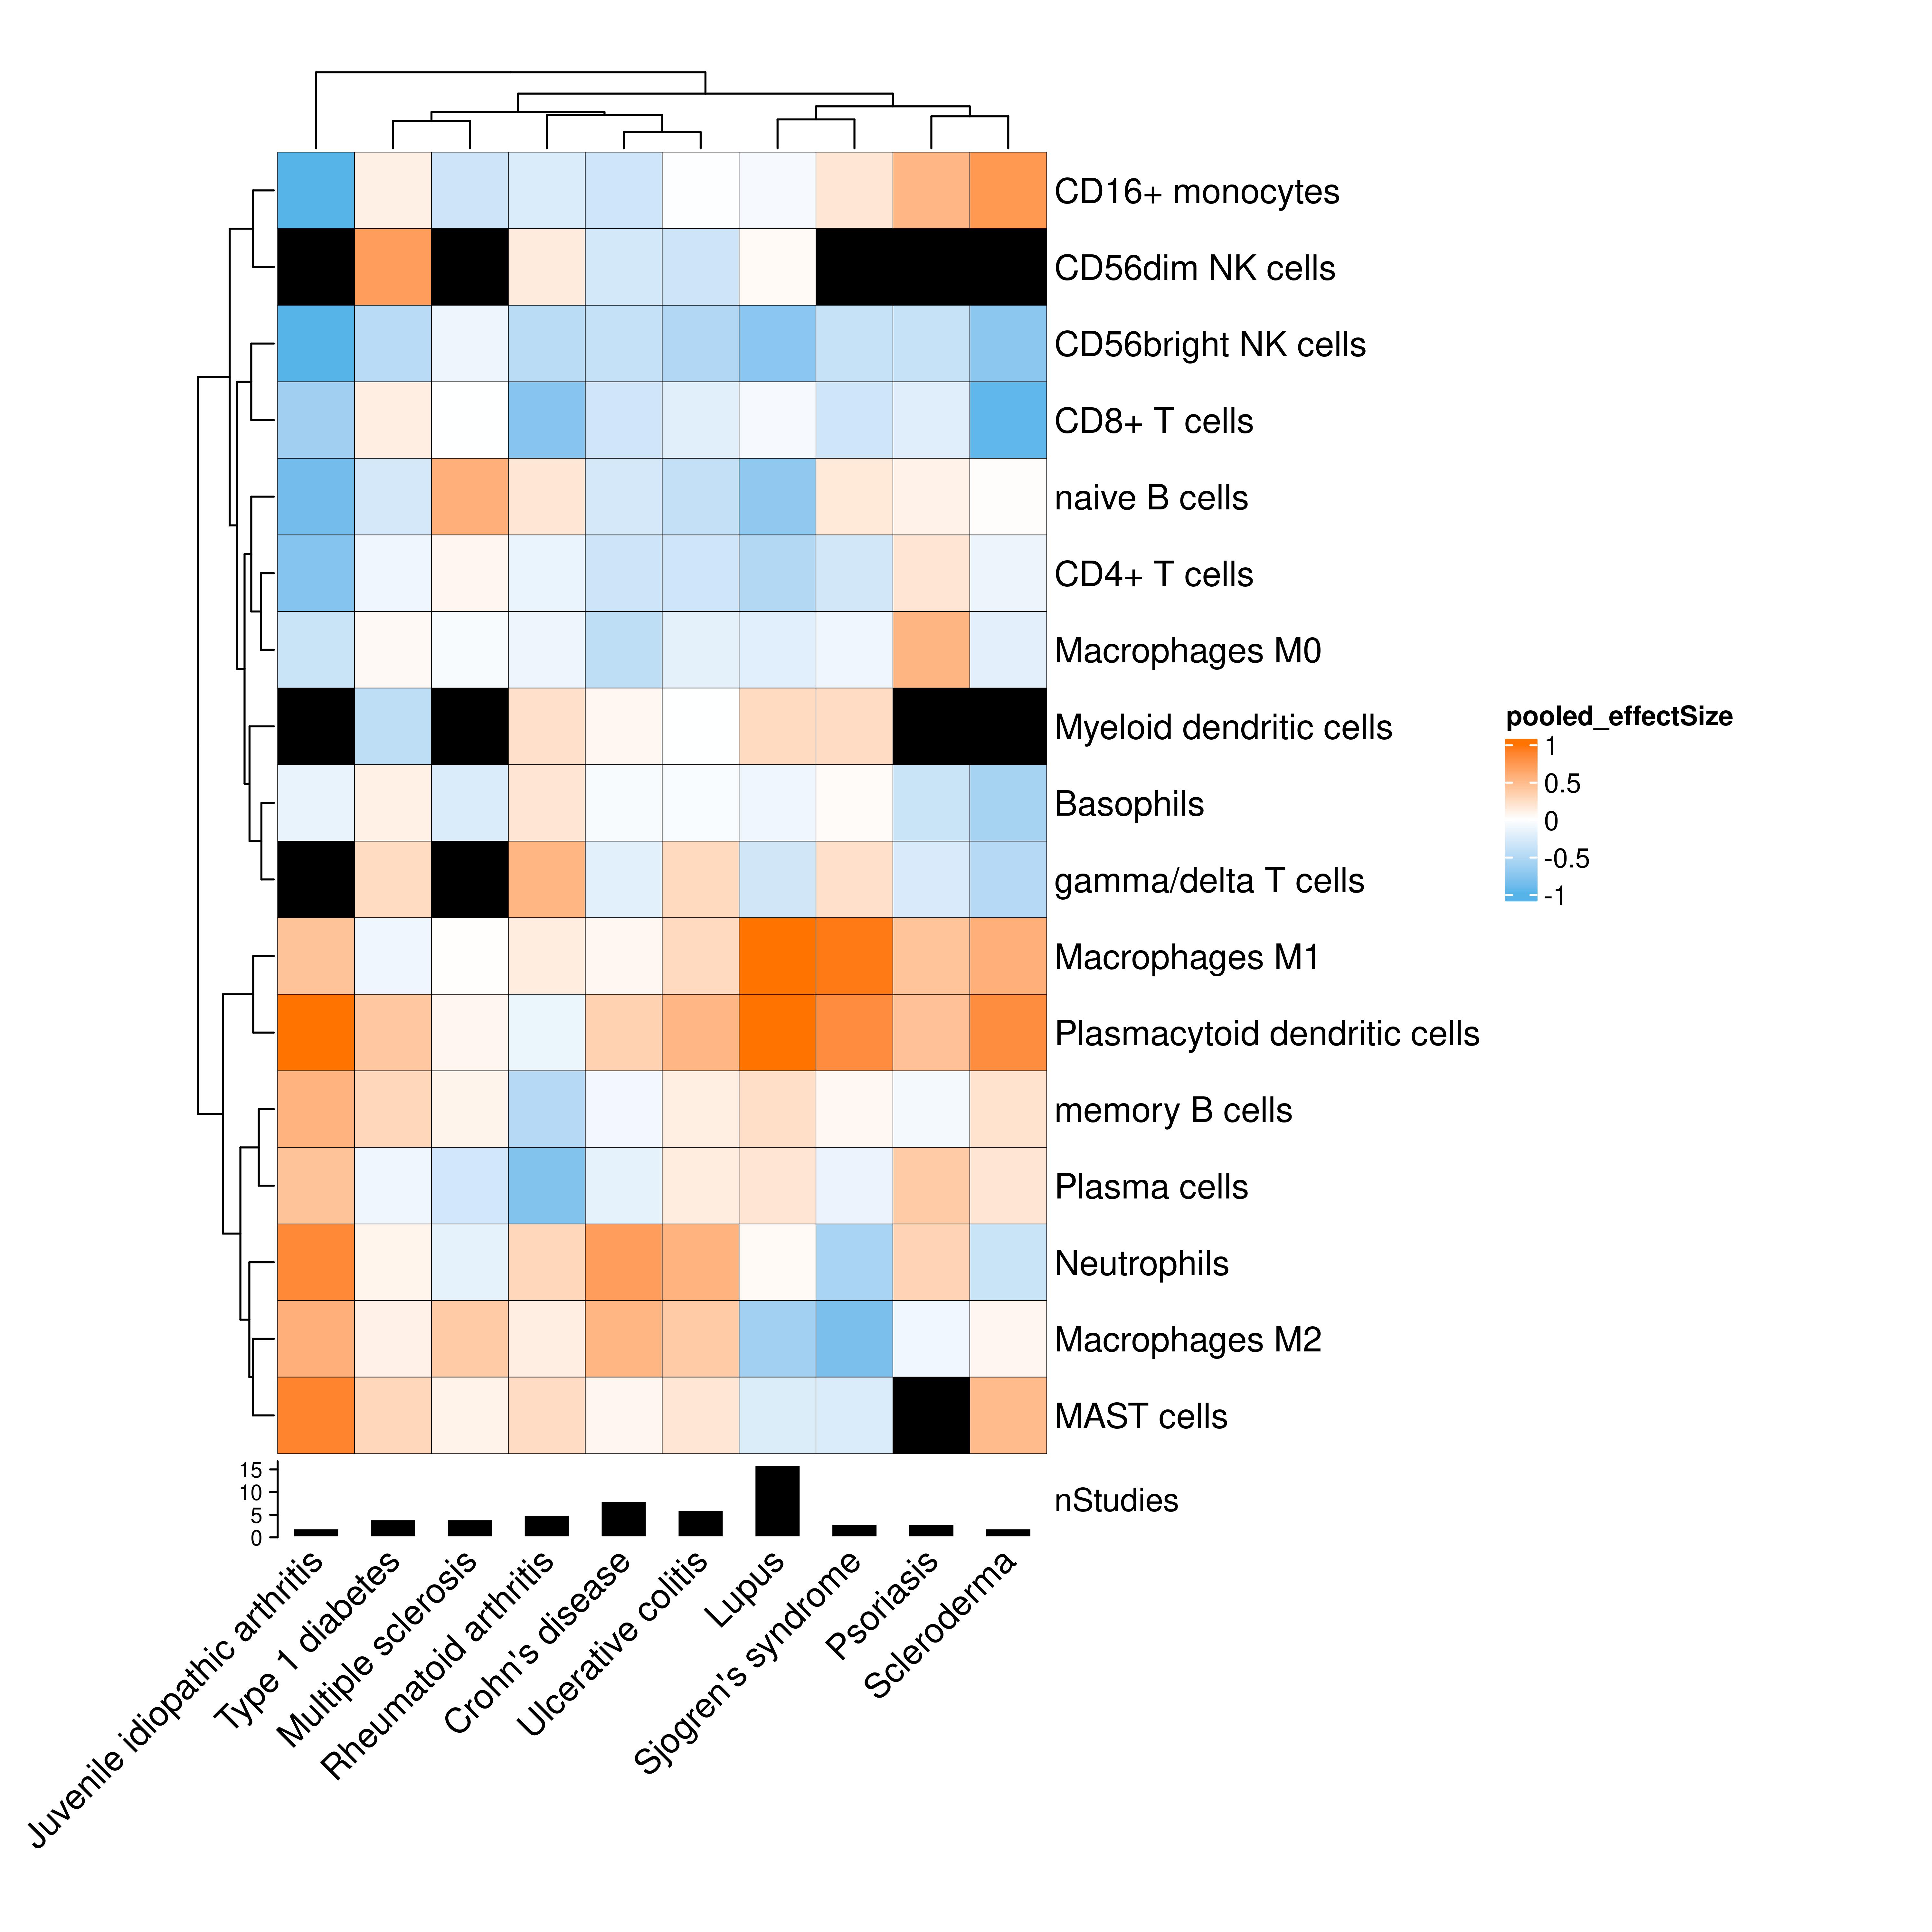 CD16+ monocytes
CD56dim NK cells
CD56bright NK cells
CD8+ T cells
naive B cells
CD4+ T cells
Macrophages M0
Myeloid dendritic cells
Basophils
gamma/delta T cells
Macrophages M1
Plasmacytoid dendritic cells
memory B cells
Plasma cells
Neutrophils
Macrophages M2
MAST cells
pooled_effectSize
1
0.5
0
-0.5
-1
15
10
5
0
nStudies
Juvenile idiopathic arthritis
Type 1 diabetes
Multiple sclerosis
Rheumatoid arthritis
Crohn's disease
Ulcerative colitis
Lupus
Sjogren's syndrome
Psoriasis
Scleroderma